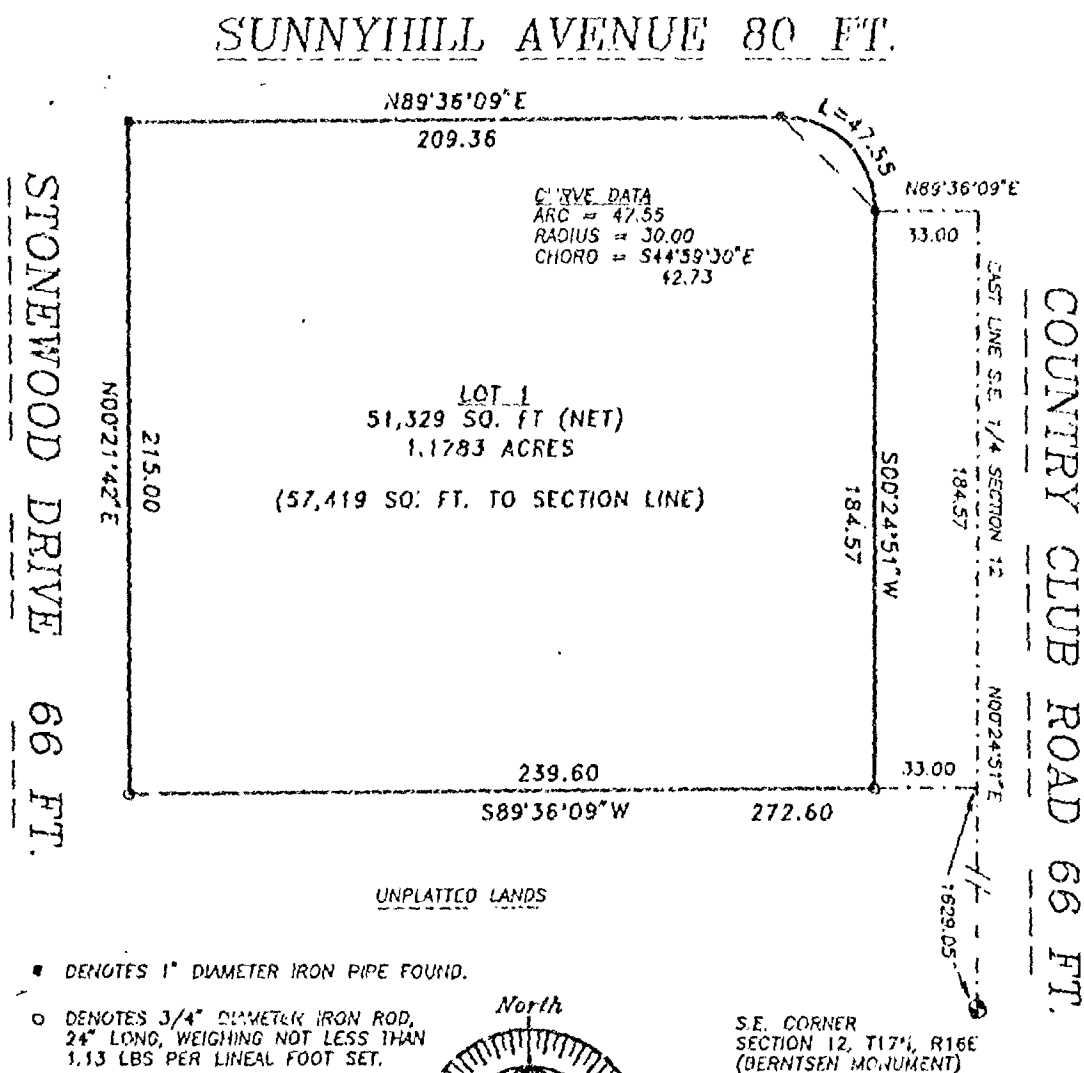 SUNNYHILL AVENUE 80 FT.
N89°36'09"E
209.36
L=47.55
CURVE DATA
ARC = 47.55
RADIUS = 30.00
CHORD = S44°59'30"E
42.73
N89°36'09"E
33.00
STONEWOOD DRIVE 66 FT.
N00°21'42"E
215.00
LOT 1
51,329 SQ. FT (NET)
1.1783 ACRES
(57,419 SQ. FT. TO SECTION LINE)
S00°24'51"W
184.57
EAST LINE S.E. 1/4 SECTION 12
184.57
N00°24'51"E
COUNTRY CLUB ROAD 66 FT.
239.60
S89°36'09"W
272.60
33.00
1629.05
UNPLATTED LANDS
DENOTES 1" DIAMETER IRON PIPE FOUND.
DENOTES 3/4" DIAMETER IRON ROD,
24" LONG, WEIGHING NOT LESS THAN
1.13 LBS PER LINEAL FOOT SET.
North
S.E. CORNER
SECTION 12, T17N, R16E
(BERNTSEN MONUMENT)